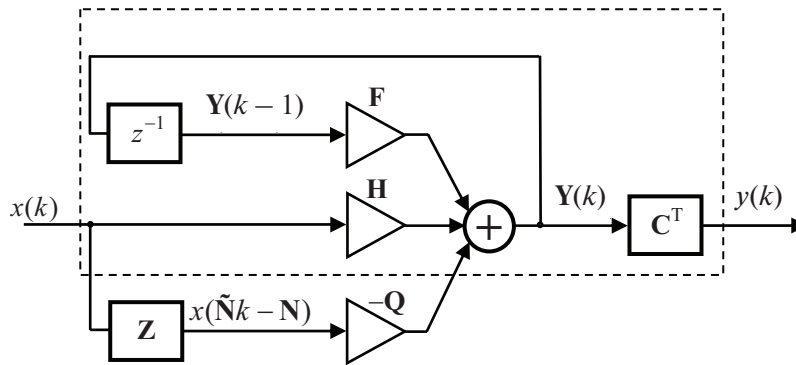 Y(k − 1)
F
z⁻¹
x(k)
H
+
Y(k)
Cᵀ
y(k)
Z
x(Ñk − N)
−Q